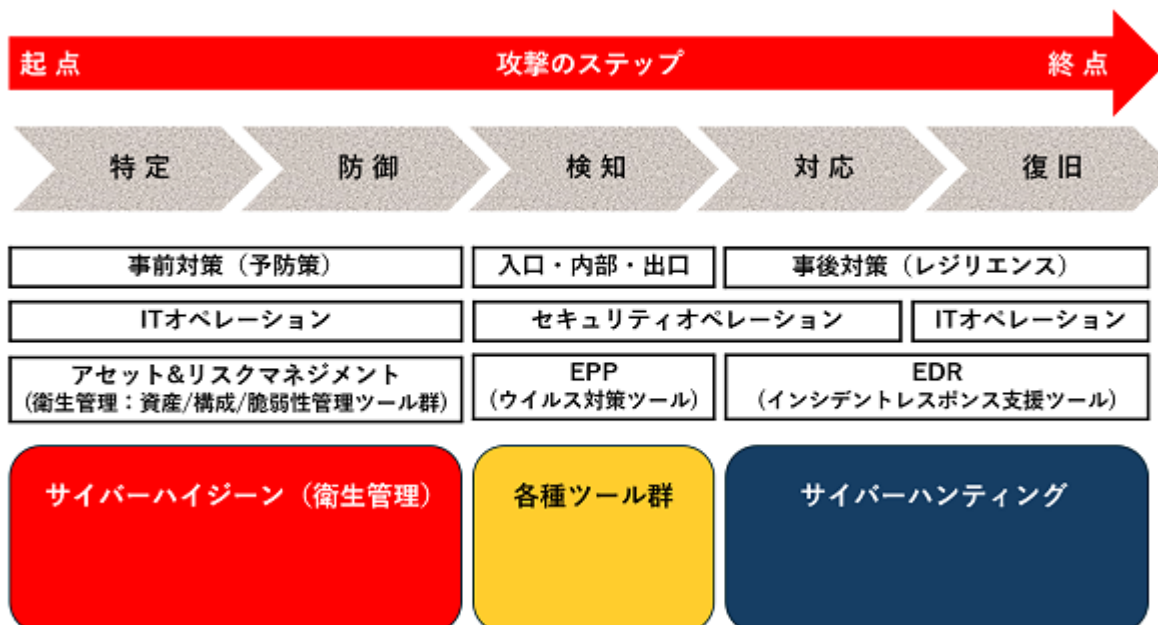 起点 攻撃のステップ 終点
特定 防御 検知 対応 復旧
事前対策（予防策） 入口・内部・出口 事後対策（レジリエンス）
ITオペレーション セキュリティオペレーション ITオペレーション
アセット&リスクマネジメント EPP EDR
（衛生管理：資産/構成/脆弱性管理ツール群） （ウイルス対策ツール） （インシデントレスポンス支援ツール）
サイバーハイジーン（衛生管理） 各種ツール群 サイバーハンティング